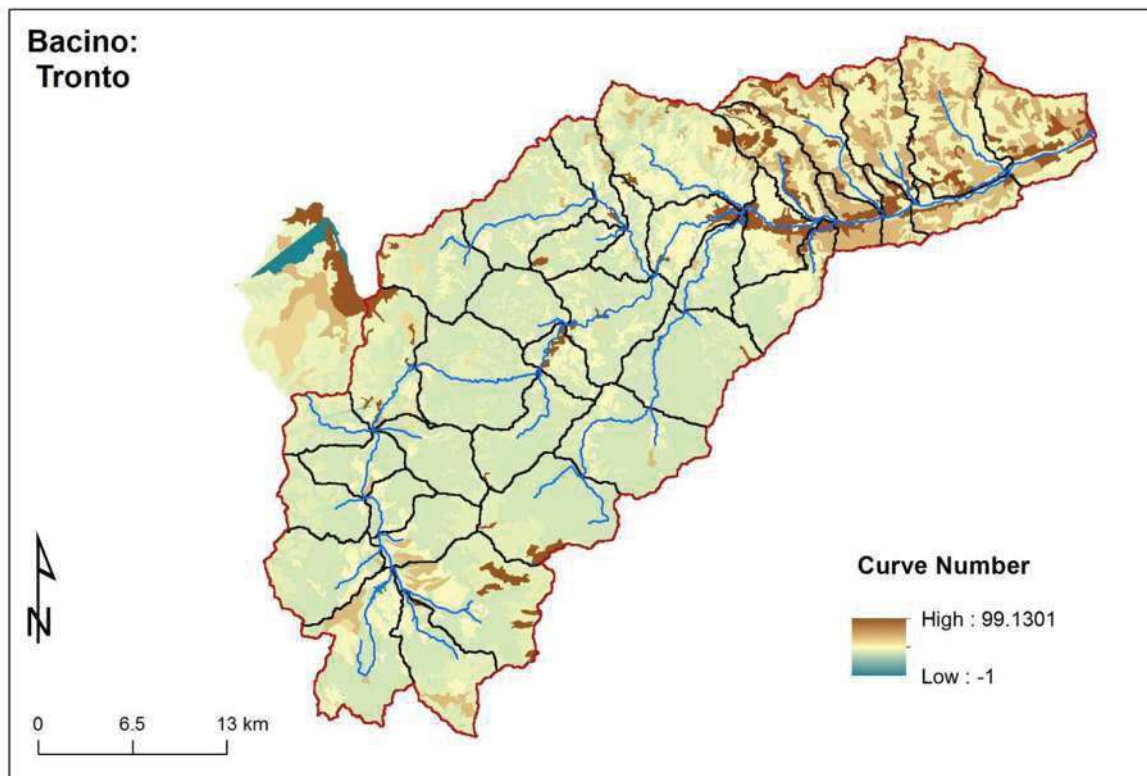 Bacino:
Tronto
N
0 6.5 13 km
Curve Number
High : 99.1301
Low : -1